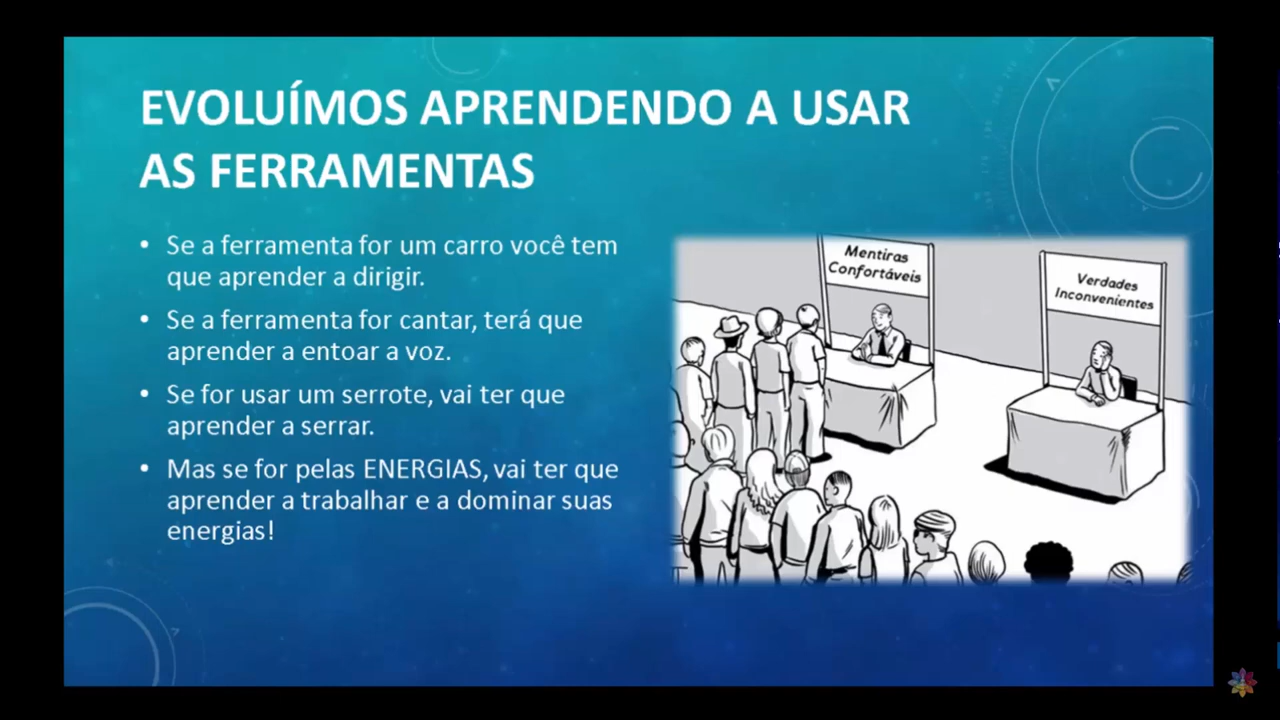 EVOLUÍMOS APRENDENDO A USAR
AS FERRAMENTAS
• Se a ferramenta for um carro você tem
que aprender a dirigir.
• Se a ferramenta for cantar, terá que
aprender a entoar a voz.
• Se for usar um serrote, vai ter que
aprender a serrar.
• Mas se for pelas ENERGIAS, vai ter que
aprender a trabalhar e a dominar suas
energias!
Mentiras
Confortáveis
Verdades
Inconvenientes